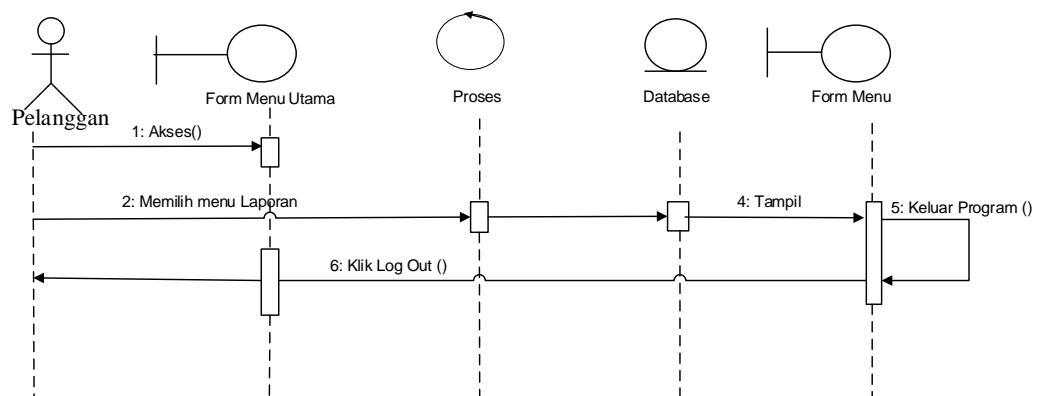 Pelanggan
Form Menu Utama
Proses
Database
Form Menu
1: Akses()
2: Memilih menu Laporan
4: Tampil
5: Keluar Program ()
6: Klik Log Out ()